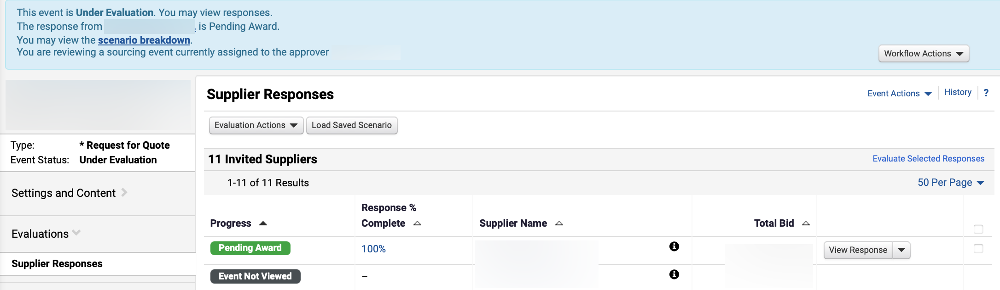 This event is Under Evaluation. You may view responses.
The response from . is Pending Award.
You may view the scenario breakdown.
You are reviewing a sourcing event currently assigned to the approver
Workflow Actions
Supplier Responses
Event Actions
History
?
Evaluation Actions
Load Saved Scenario
Type: * Request for Quote
Event Status: Under Evaluation
11 Invited Suppliers
Evaluate Selected Responses
1-11 of 11 Results
50 Per Page
Settings and Content
Evaluations
Supplier Responses
Progress
Response % Complete
Supplier Name
Total Bid
Pending Award
100%
View Response
Event Not Viewed
–